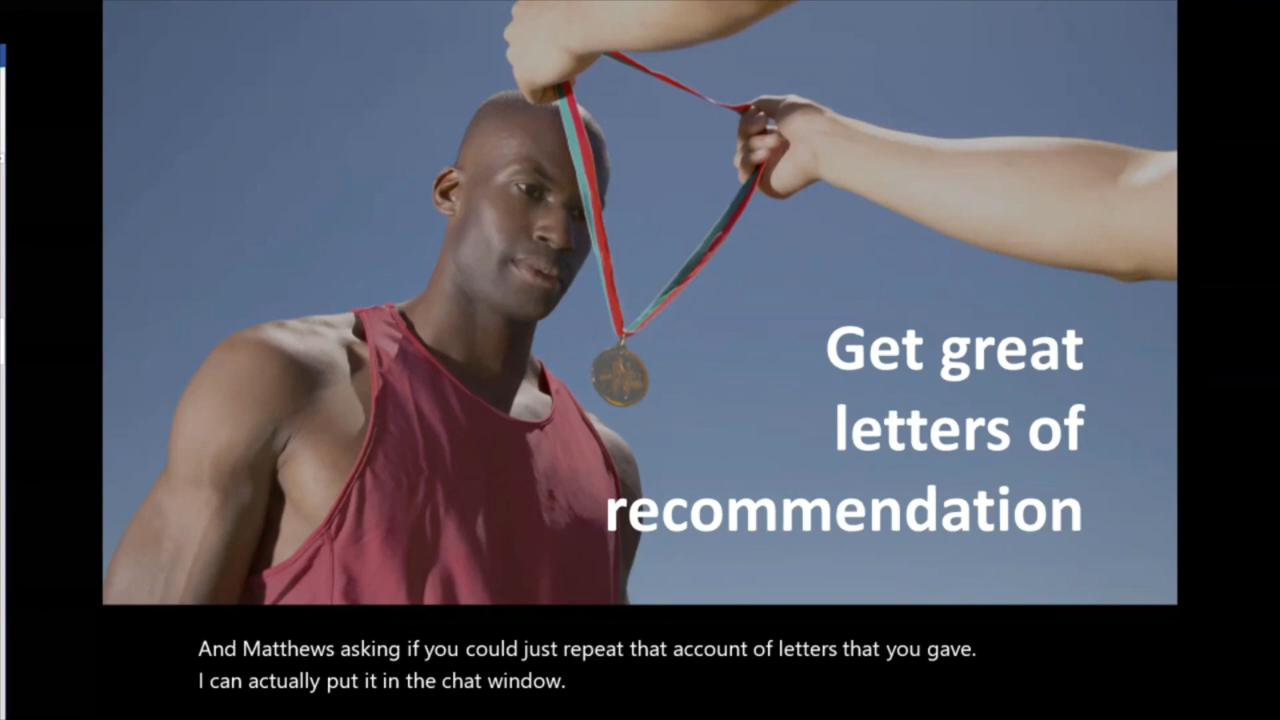 Get great
letters of
recommendation
And Matthews asking if you could just repeat that account of letters that you gave.
I can actually put it in the chat window.